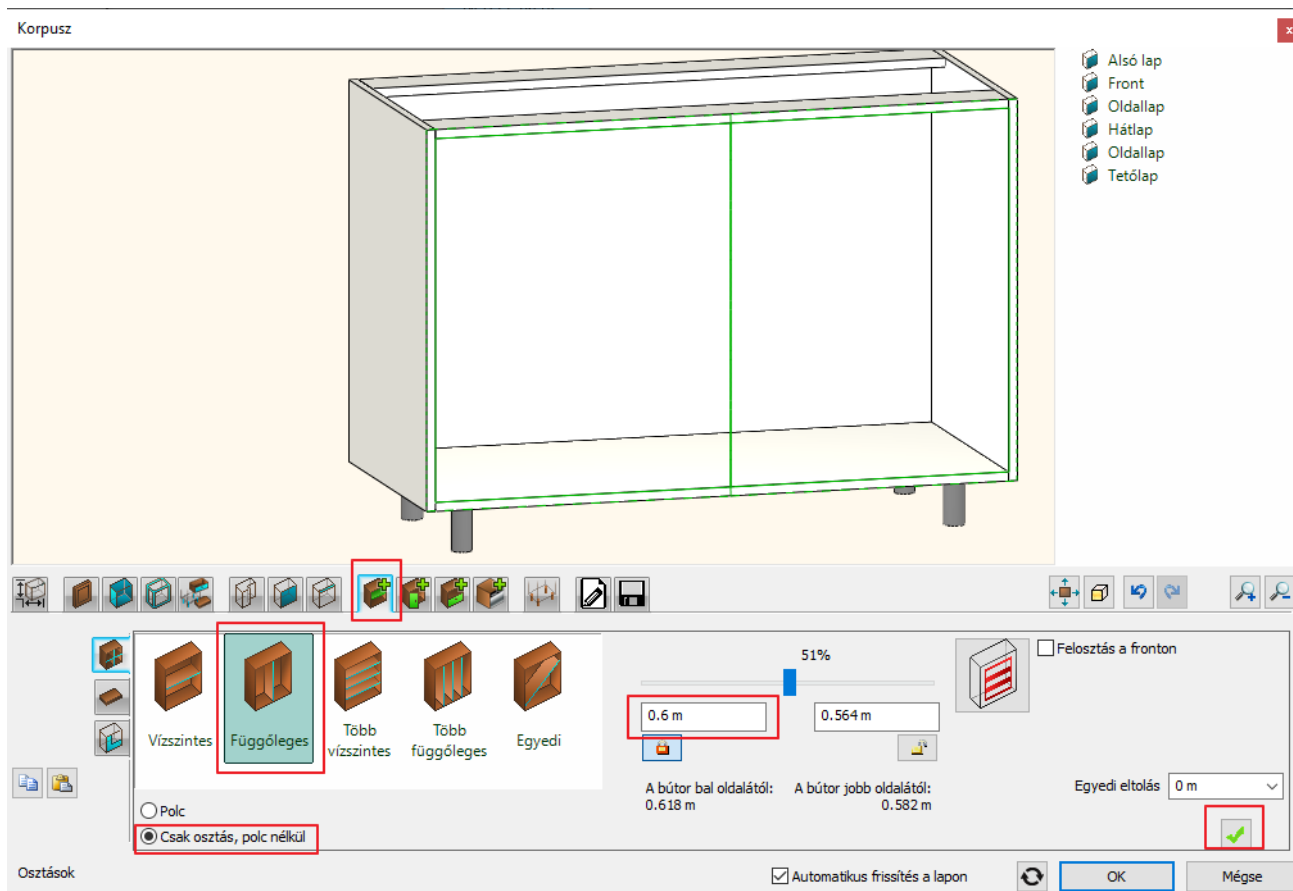 Korpusz
x
Alsó lap
Front
Oldallap
Hátlap
Oldallap
Tetőlap
51%
Felosztás a fronton
0.6 m
0.564 m
Vízszintes
Függőleges
Több
vízszintes
Több
függőleges
Egyedi
A bútor bal oldalától:
0.618 m
A bútor jobb oldalától:
0.582 m
Egyedi eltolás
0 m
Polc
Csak osztás, polc nélkül
Osztások
Automatikus frissítés a lapon
OK
Mégse